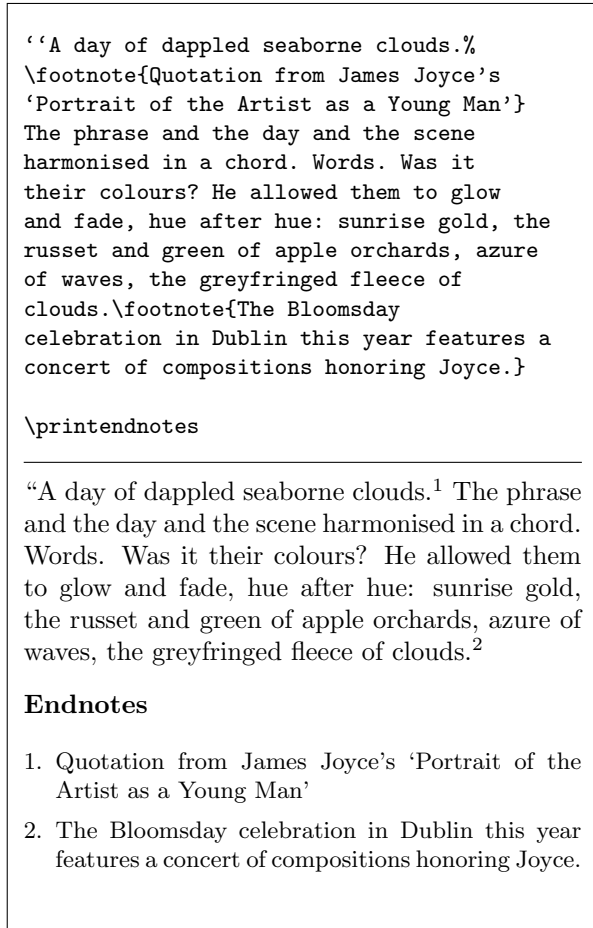 ‘‘A day of dappled seaborne clouds.%
\footnote{Quotation from James Joyce’s
‘Portrait of the Artist as a Young Man’}
The phrase and the day and the scene
harmonised in a chord. Words. Was it
their colours? He allowed them to glow
and fade, hue after hue: sunrise gold, the
russet and green of apple orchards, azure
of waves, the greyfringed fleece of
clouds.\footnote{The Bloomsday
celebration in Dublin this year features a
concert of compositions honoring Joyce.}
\printendnotes
“A day of dappled seaborne clouds.1 The phrase
and the day and the scene harmonised in a chord.
Words. Was it their colours? He allowed them
to glow and fade, hue after hue: sunrise gold,
the russet and green of apple orchards, azure of
waves, the greyfringed fleece of clouds.2
Endnotes
1. Quotation from James Joyce’s ‘Portrait of the
Artist as a Young Man’
2. The Bloomsday celebration in Dublin this year
features a concert of compositions honoring Joyce.